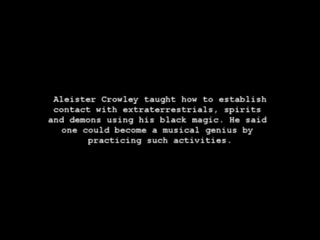 Aleister Crowley taught how to establish
contact with extraterrestrials, spirits
and demons using his black magic. He said
one could become a musical genius by
practicing such activities.